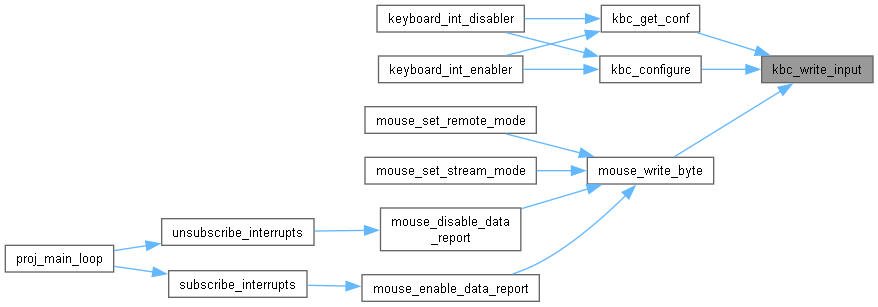 keyboard_int_disabler
kbc_get_conf
keyboard_int_enabler
kbc_configure
kbc_write_input
mouse_set_remote_mode
mouse_set_stream_mode
mouse_write_byte
mouse_disable_data
_report
unsubscribe_interrupts
proj_main_loop
subscribe_interrupts
mouse_enable_data_report